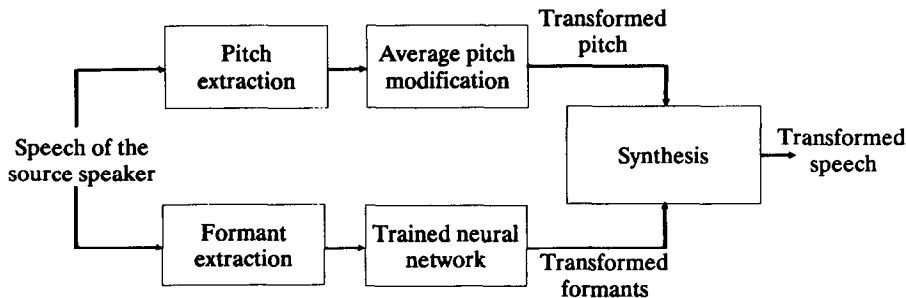 Transformed
pitch
Pitch
extraction
Average pitch
modification
Speech of the
source speaker
Synthesis
Transformed
speech
Formant
extraction
Trained neural
network
Transformed
formants